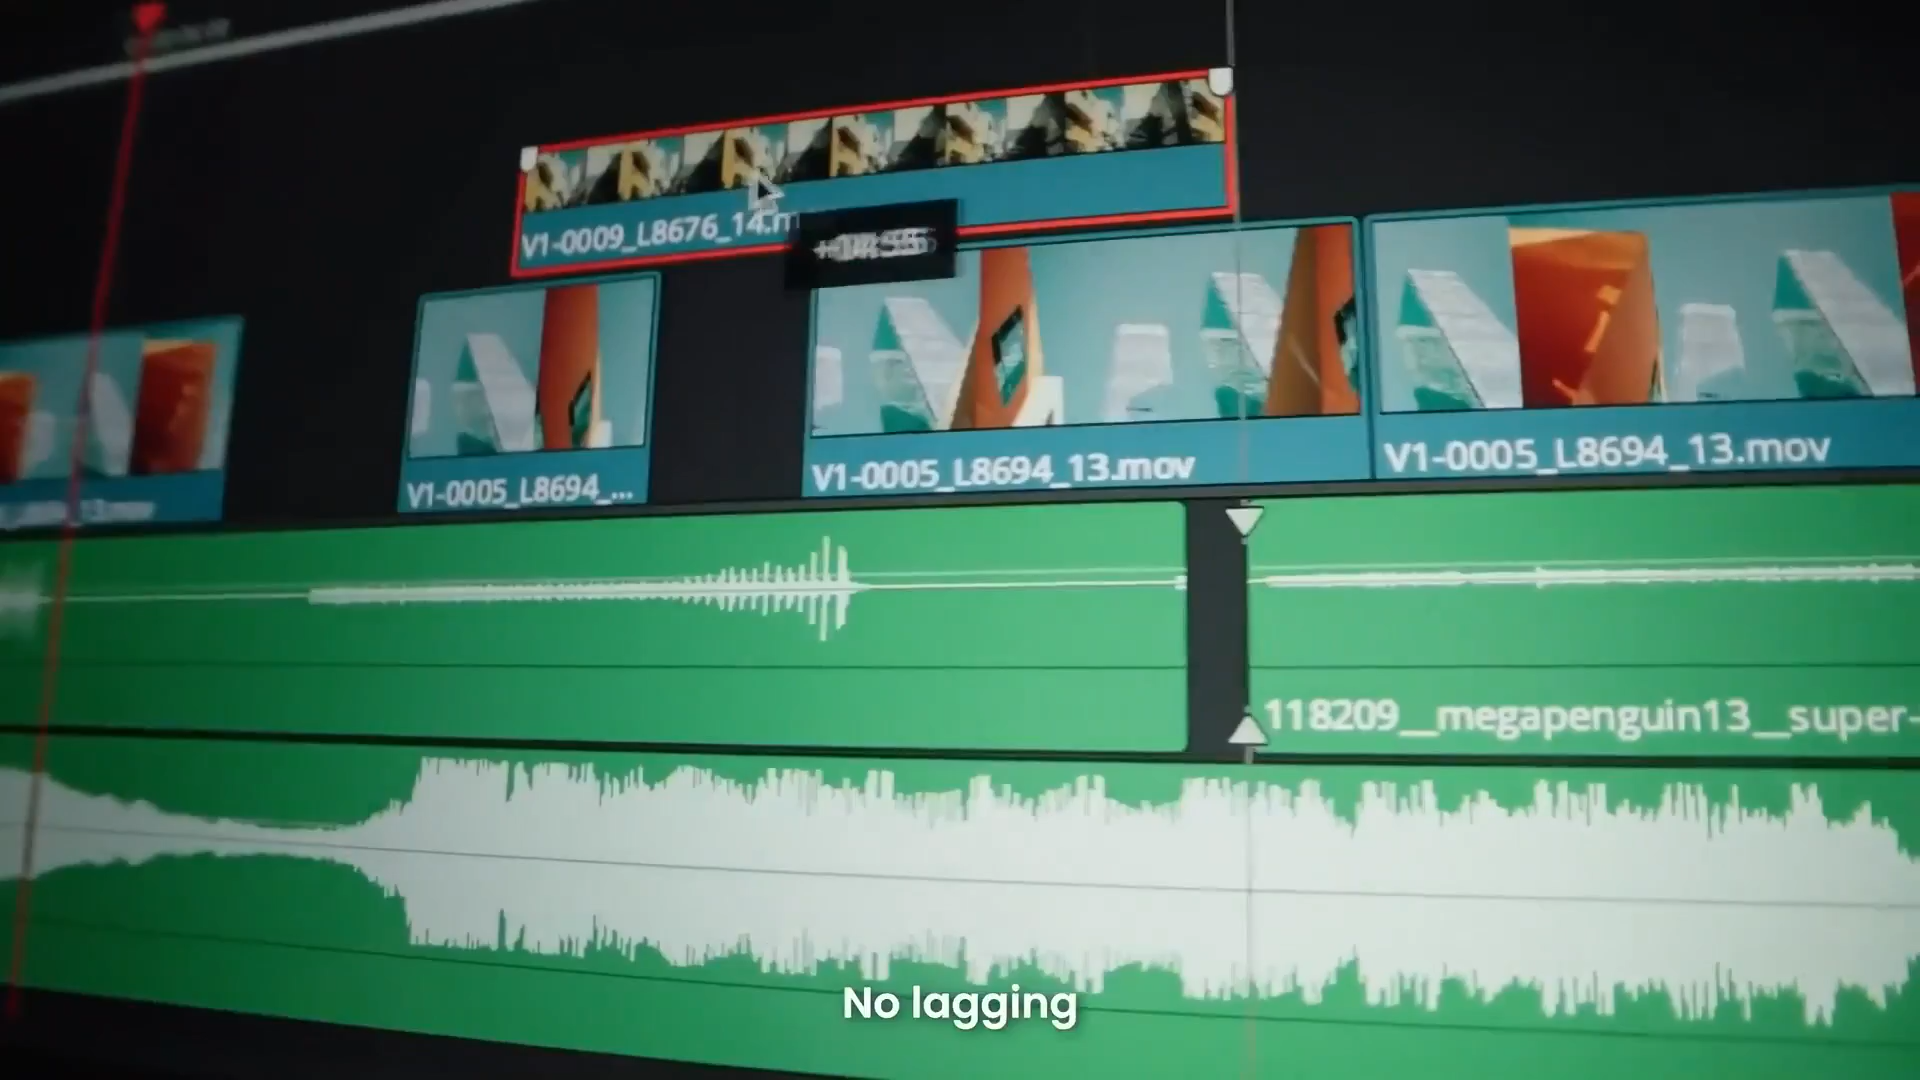 V1-0009_L8676_14.m
V1-0005_L8694_...
V1-0005_L8694_13.mov
V1-0005_L8694_13.mov
118209__megapenguin13__super-
No lagging